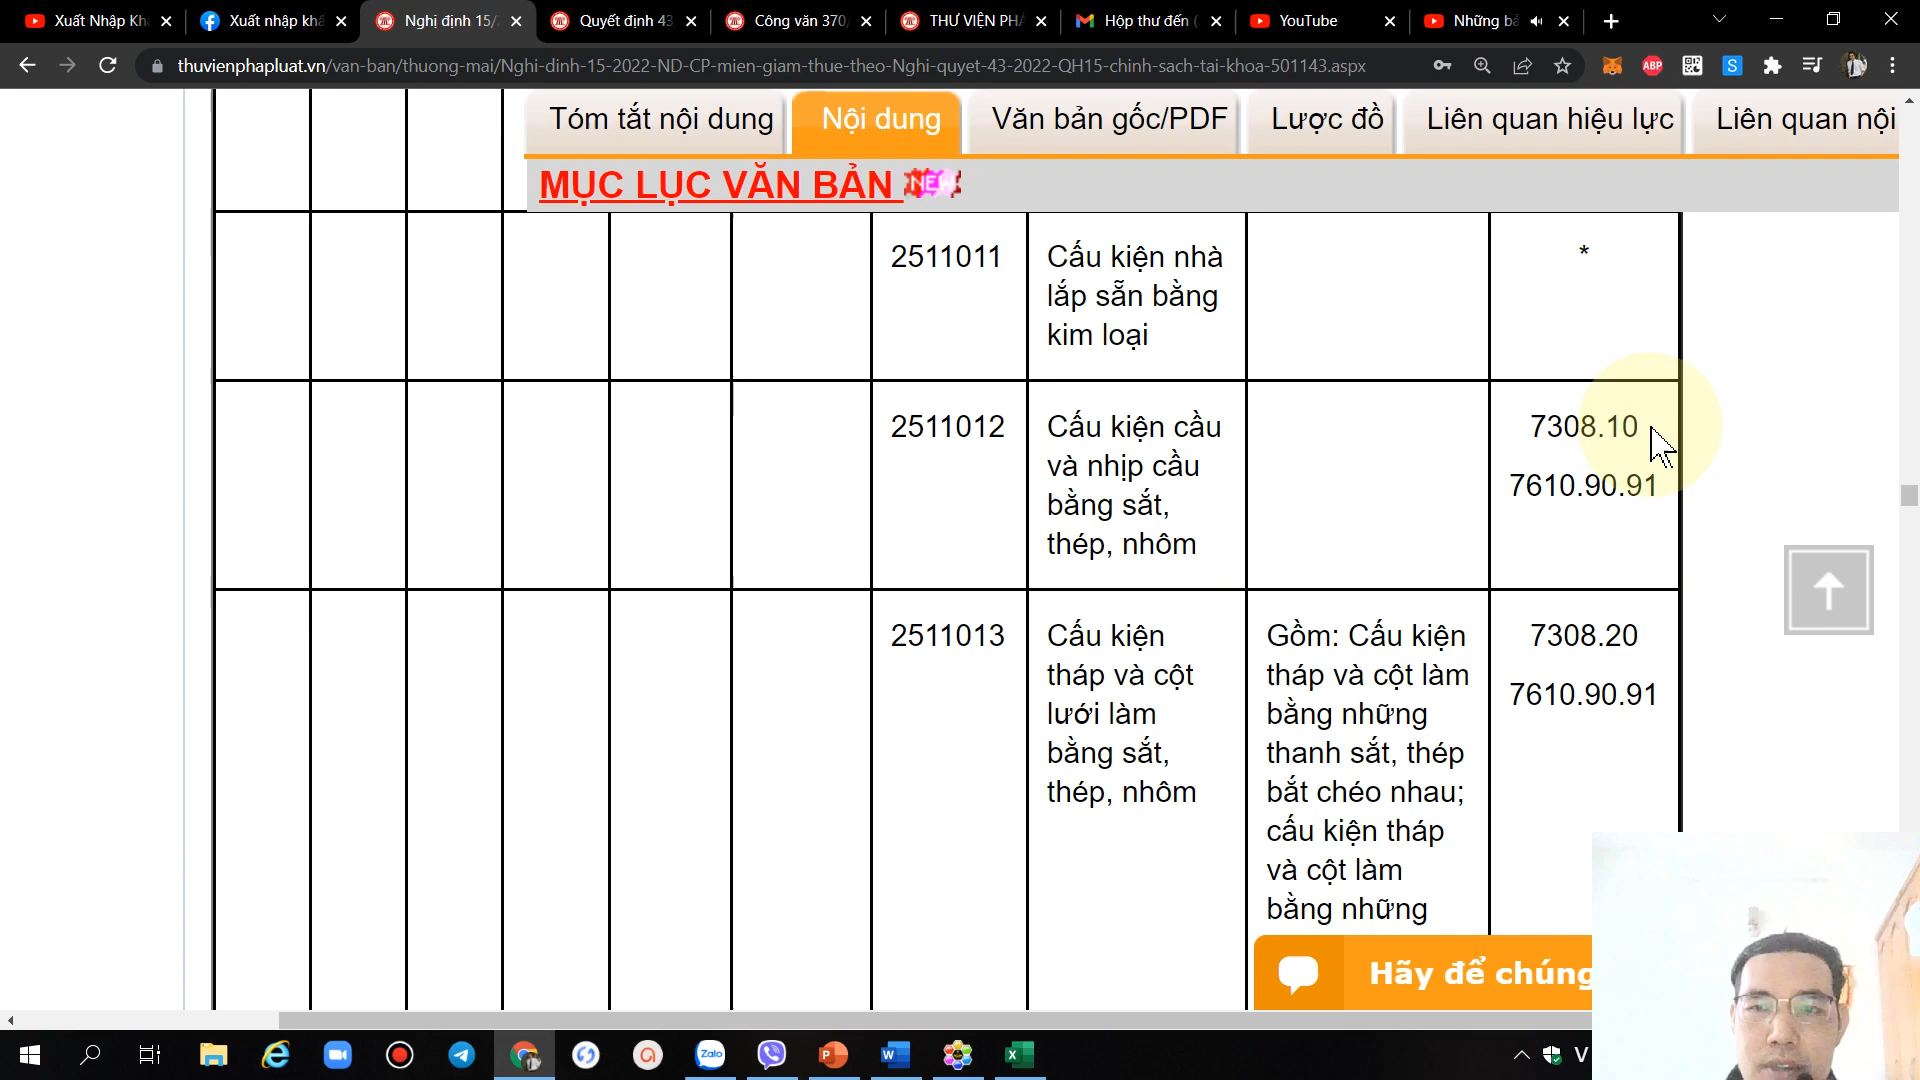 Xuất Nhập Kh
Xuất nhập khẩ
Nghị định 15/
Quyết định 43
Công văn 370/
THƯ VIỆN PHÁ
Hộp thư đến (
YouTube
Những bả
thuvienphapluat.vn/van-ban/thuong-mai/Nghi-dinh-15-2022-ND-CP-mien-giam-thue-theo-Nghi-quyet-43-2022-QH15-chinh-sach-tai-khoa-501143.aspx
ABP
S
Tóm tắt nội dung
Nội dung
Văn bản gốc/PDF
Lược đồ
Liên quan hiệu lực
Liên quan nội
MỤC LỤC VĂN BẢN NEW
2511011
Cấu kiện nhà
lắp sẵn bằng
kim loại
*
2511012
Cấu kiện cầu
và nhịp cầu
bằng sắt,
thép, nhôm
7308.10
7610.90.91
2511013
Cấu kiện
tháp và cột
lưới làm
bằng sắt,
thép, nhôm
Gồm: Cấu kiện
tháp và cột làm
bằng những
thanh sắt, thép
bắt chéo nhau;
cấu kiện tháp
và cột làm
bằng những
7308.20
7610.90.91
Hãy để chúng
Zalo
V